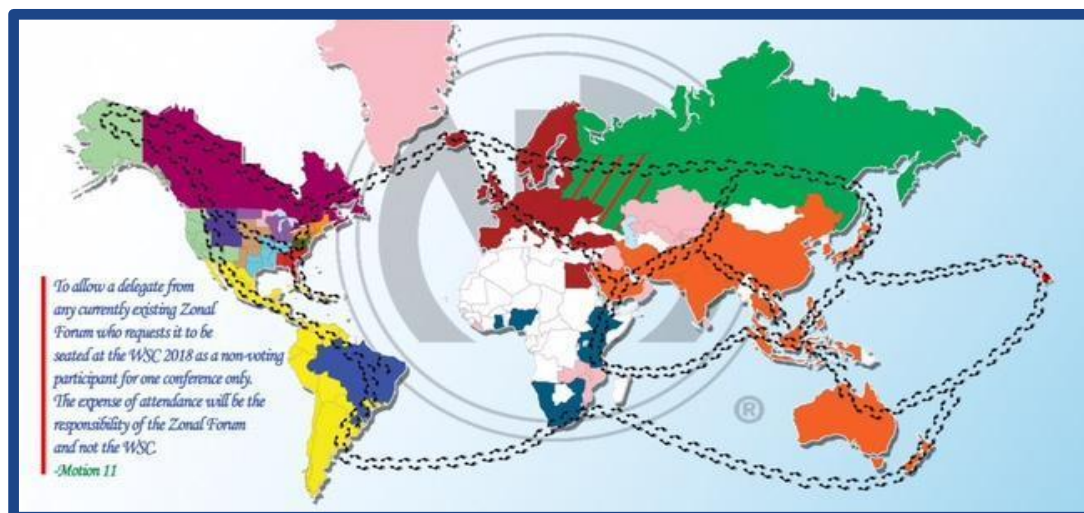 To allow a delegate from
any currently existing Zonal
Forum who requests it to be
seated at the WSC 2018 as a non-voting
participant for one conference only.
The expense of attendance will be the
responsibility of the Zonal Forum
and not the WSC.
-Motion 11
®